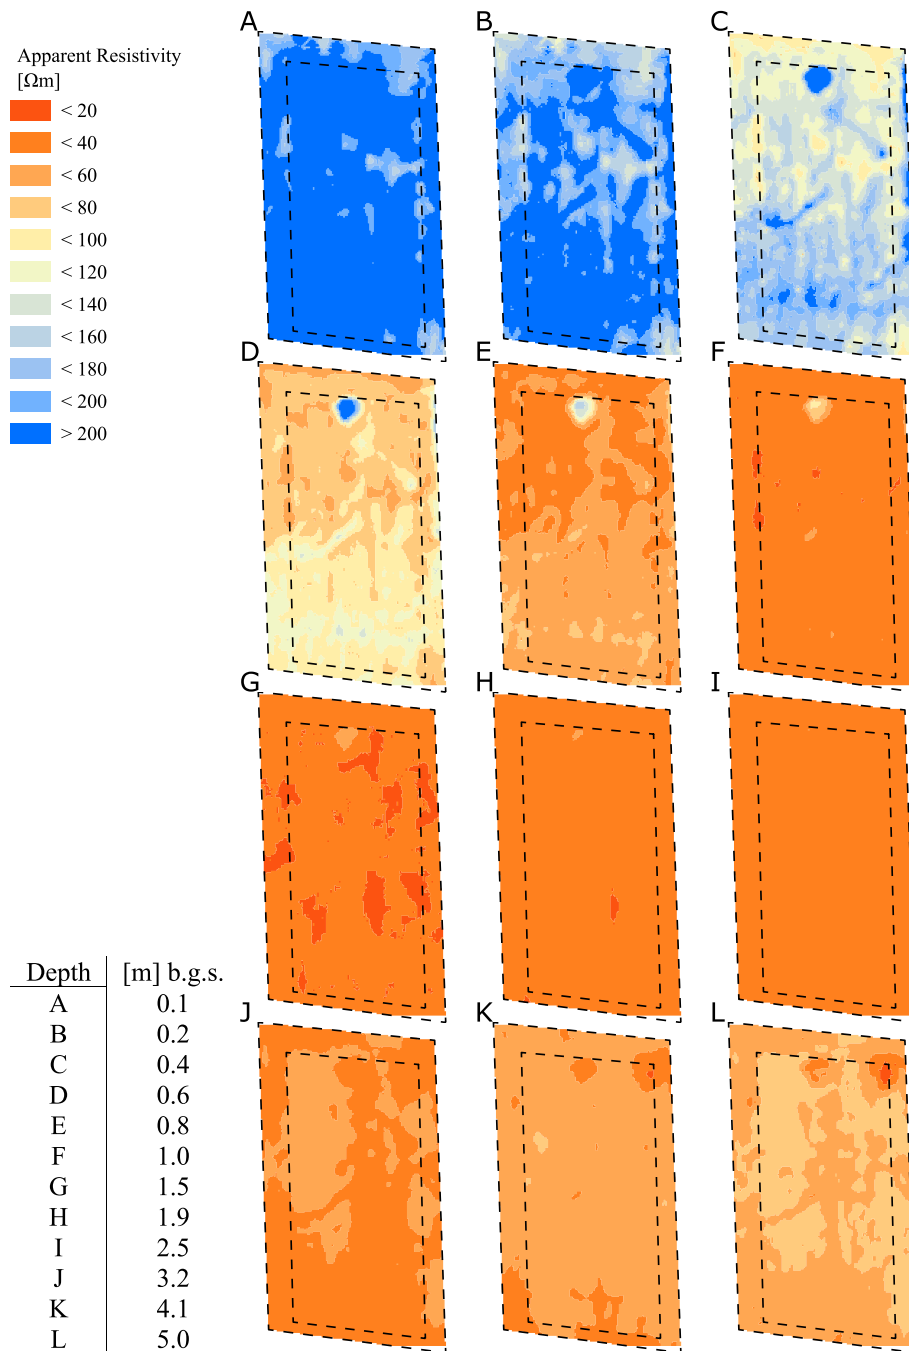 A
B
C
Apparent Resistivity
[Ωm]
< 20
< 40
< 60
< 80
< 100
< 120
< 140
< 160
< 180
< 200
> 200
D
E
F
G
H
I
Depth [m] b.g.s.
A 0.1
B 0.2
C 0.4
D 0.6
E 0.8
F 1.0
G 1.5
H 1.9
I 2.5
J 3.2
K 4.1
L 5.0
J
K
L